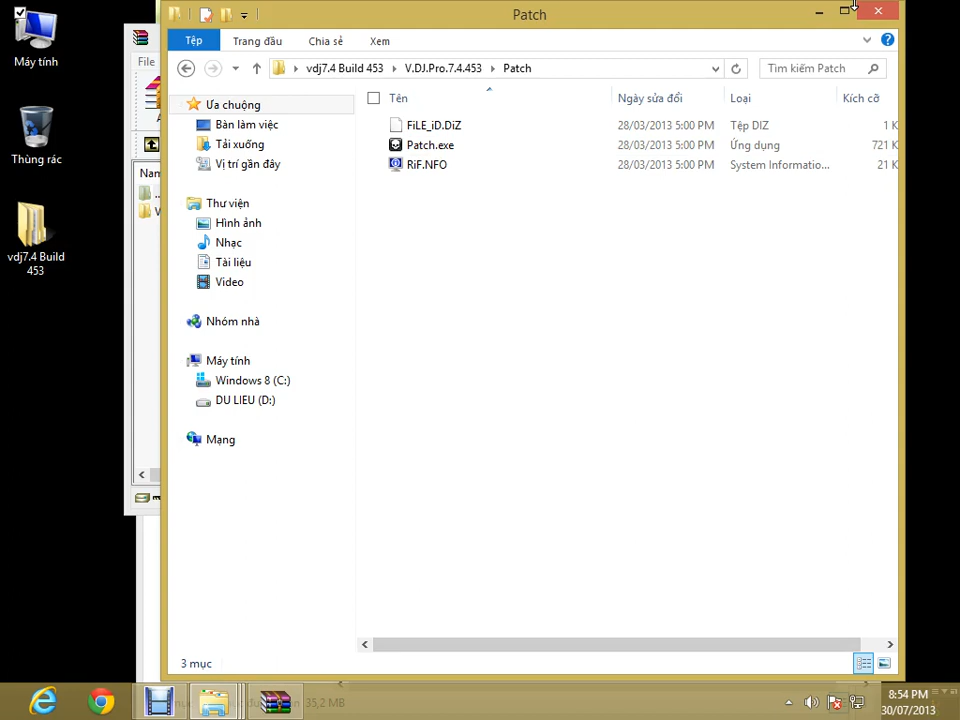 Máy tính
Thùng rác
vdj7.4 Build
453
File
Nam
Patch
Tệp
Trang đầu
Chia sẻ
Xem
vdj7.4 Build 453
V.DJ.Pro.7.4.453
Patch
Tìm kiếm Patch
Ưa chuộng
Bàn làm việc
Tải xuống
Vị trí gần đây
Thư viện
Hình ảnh
Nhạc
Tài liệu
Video
Nhóm nhà
Máy tính
Windows 8 (C:)
DU LIEU (D:)
Mạng
Tên
Ngày sửa đổi
Loại
Kích cỡ
FiLE_iD.DiZ
28/03/2013 5:00 PM
Tệp DIZ
1 K
Patch.exe
28/03/2013 5:00 PM
Ứng dụng
721 K
RiF.NFO
28/03/2013 5:00 PM
System Informatio...
21 K
3 mục
35,2 MB
8:54 PM
30/07/2013